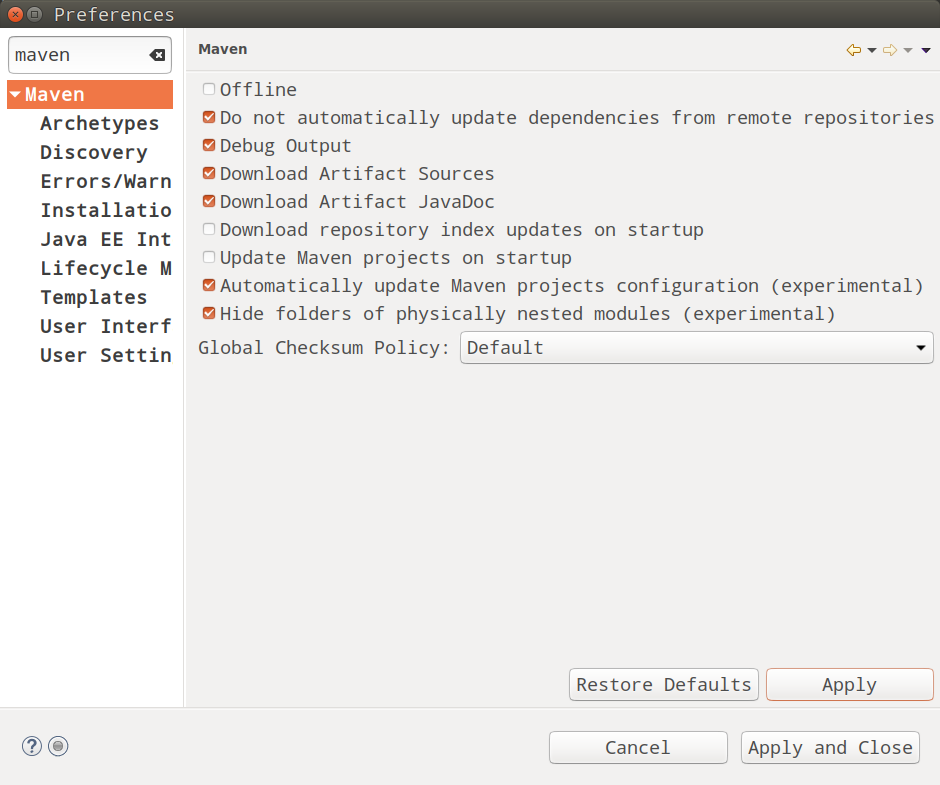 Preferences
maven
Maven
Archetypes
Discovery
Errors/Warn
Installatio
Java EE Int
Lifecycle M
Templates
User Interf
User Settin
Maven
Offline
Do not automatically update dependencies from remote repositories
Debug Output
Download Artifact Sources
Download Artifact JavaDoc
Download repository index updates on startup
Update Maven projects on startup
Automatically update Maven projects configuration (experimental)
Hide folders of physically nested modules (experimental)
Global Checksum Policy: Default
Restore Defaults Apply
? Cancel Apply and Close